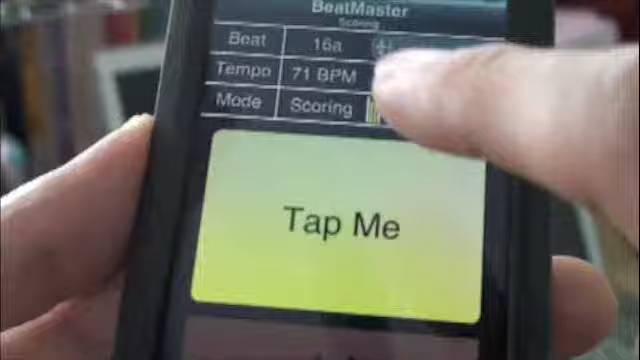 BeatMaster
Scoring
Beat 16a
Tempo 71 BPM
Mode Scoring
Tap Me